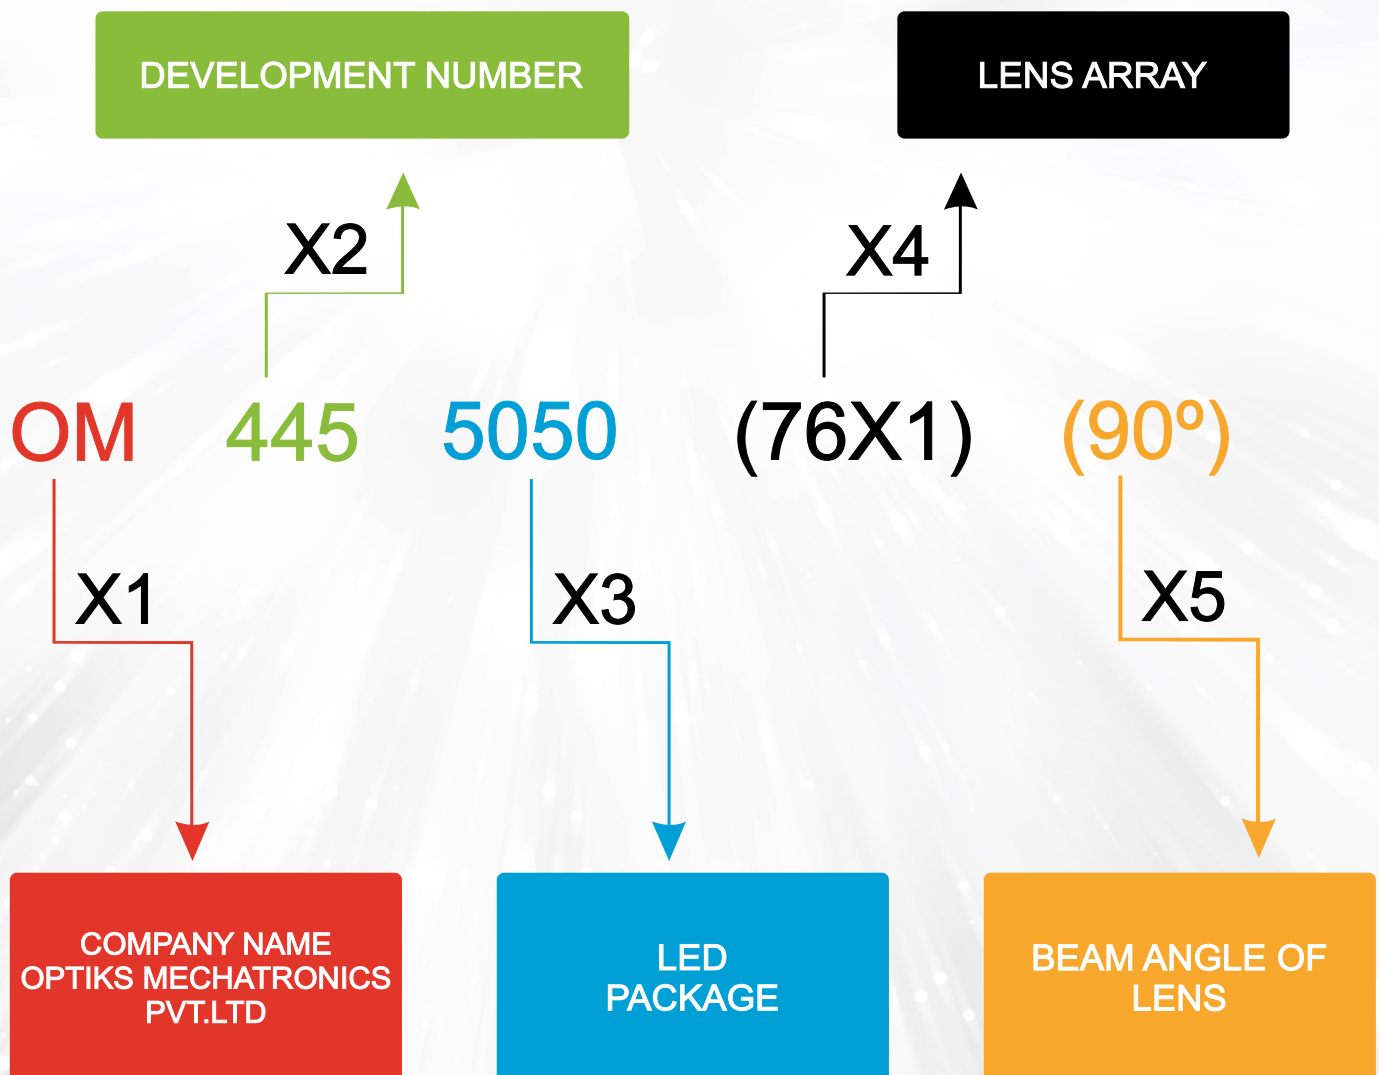 DEVELOPMENT NUMBER
LENS ARRAY
X2
X4
OM 445 5050 (76X1) (90º)
X1
X3
X5
COMPANY NAME
OPTIKS MECHATRONICS
PVT.LTD
LED
PACKAGE
BEAM ANGLE OF
LENS